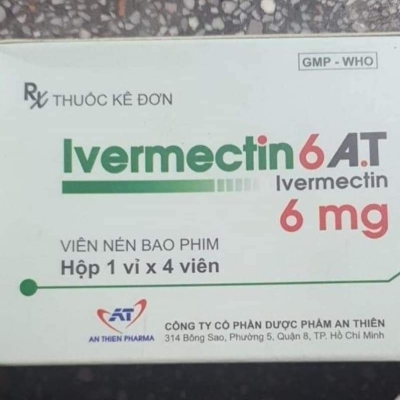 GMP - WHO
Rx THUỐC KÊ ĐƠN
Ivermectin 6 A.T
Ivermectin
6 mg
VIÊN NÉN BAO PHIM
Hộp 1 vỉ x 4 viên
AT
AN THIEN PHARMA
CÔNG TY CỔ PHẦN DƯỢC PHẨM AN THIÊN
314 Bông Sao, Phường 5, Quận 8, TP. Hồ Chí Minh